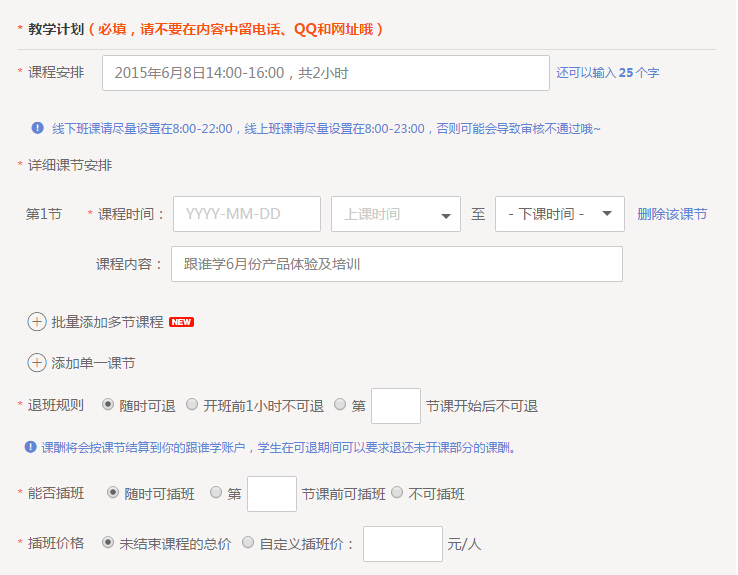 * 教学计划（必填，请不要在内容中留电话、QQ和网址哦）
* 课程安排 2015年6月8日14:00-16:00，共2小时 还可以输入 25 个字
线下班课请尽量设置在8:00-22:00，线上班课请尽量设置在8:00-23:00，否则可能会导致审核不通过哦~
* 详细课节安排
第1节 * 课程时间： YYYY-MM-DD 上课时间 至 - 下课时间 - 删除该课节
课程内容： 跟谁学6月份产品体验及培训
批量添加多节课程 NEW
添加单一课节
* 退班规则 随时可退 开班前1小时不可退 第 节课开始后不可退
课酬将会按课节结算到你的跟谁学账户，学生在可退期间可以要求退还未开课部分的课酬。
* 能否插班 随时可插班 第 节课前可插班 不可插班
* 插班价格 未结束课程的总价 自定义插班价： 元/人